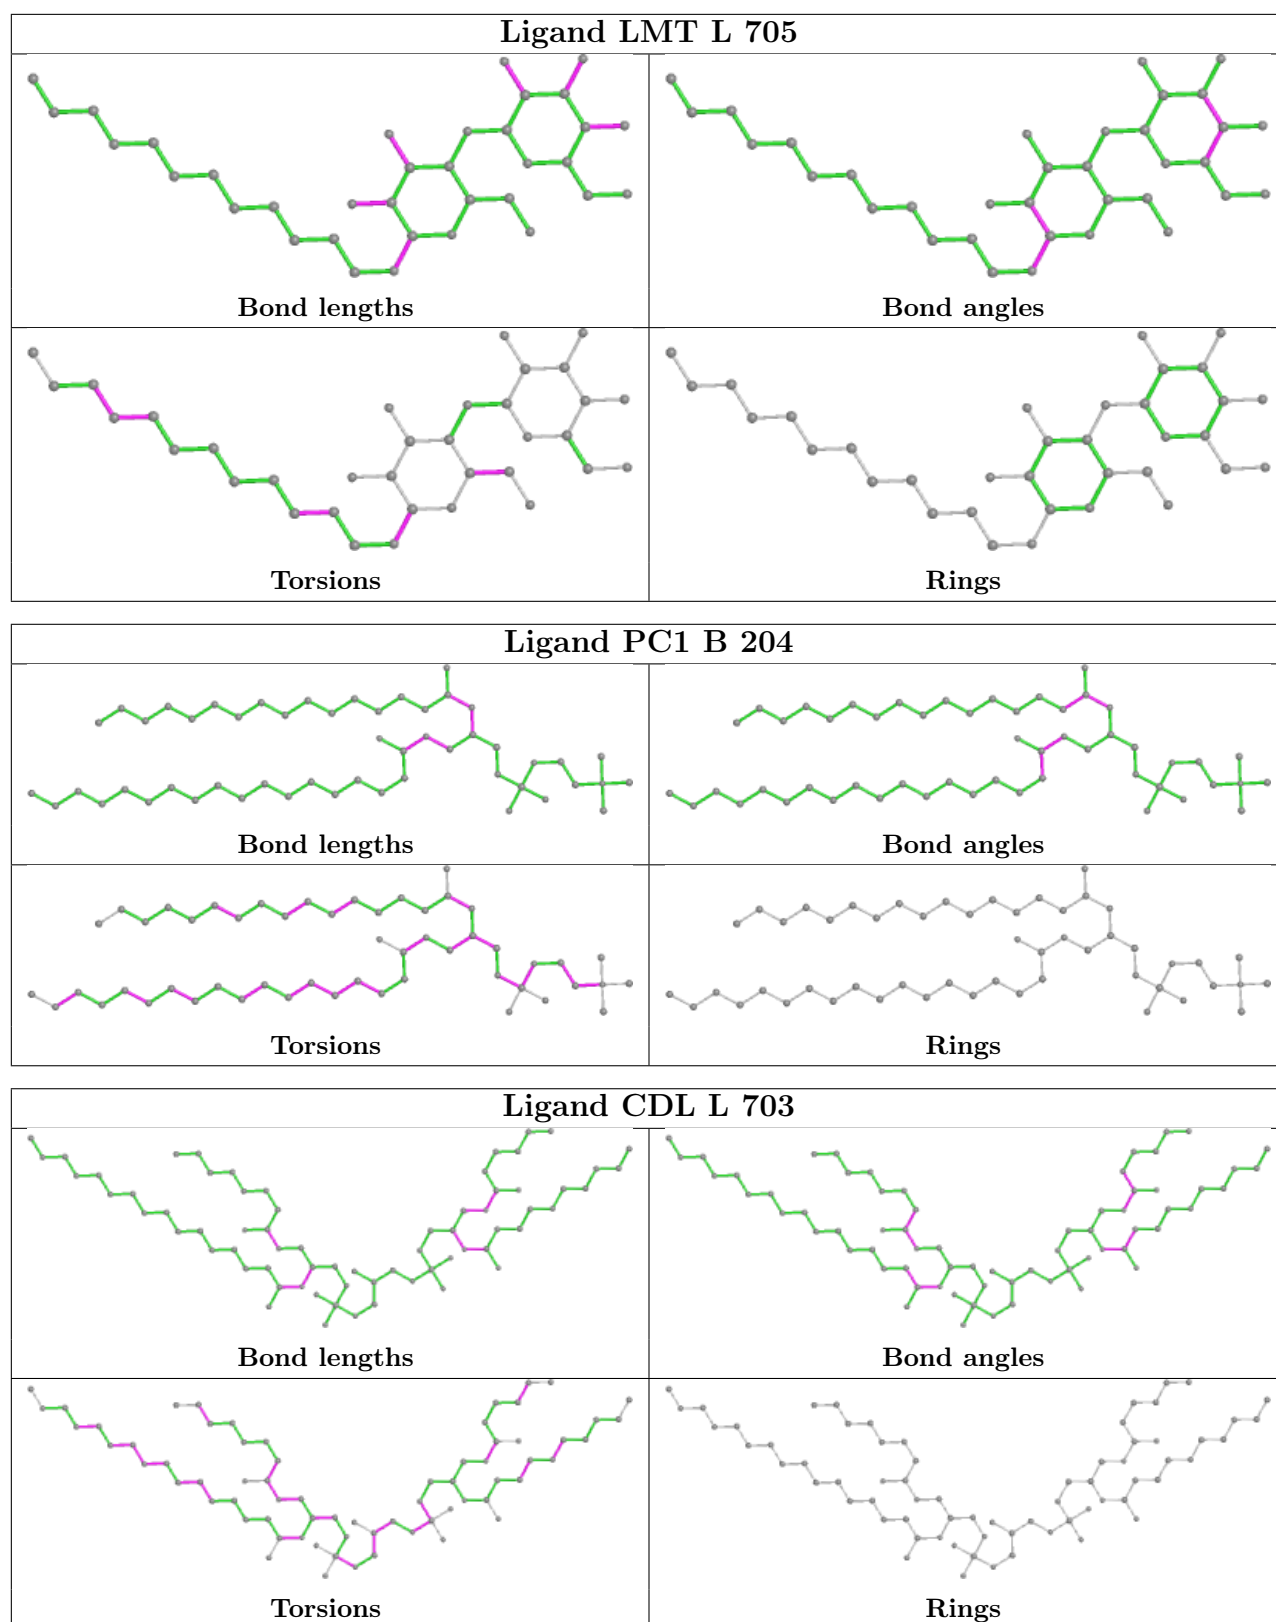 Ligand LMT L 705
Bond lengths
Bond angles
Torsions
Rings
Ligand PC1 B 204
Bond lengths
Bond angles
Torsions
Rings
Ligand CDL L 703
Bond lengths
Bond angles
Torsions
Rings